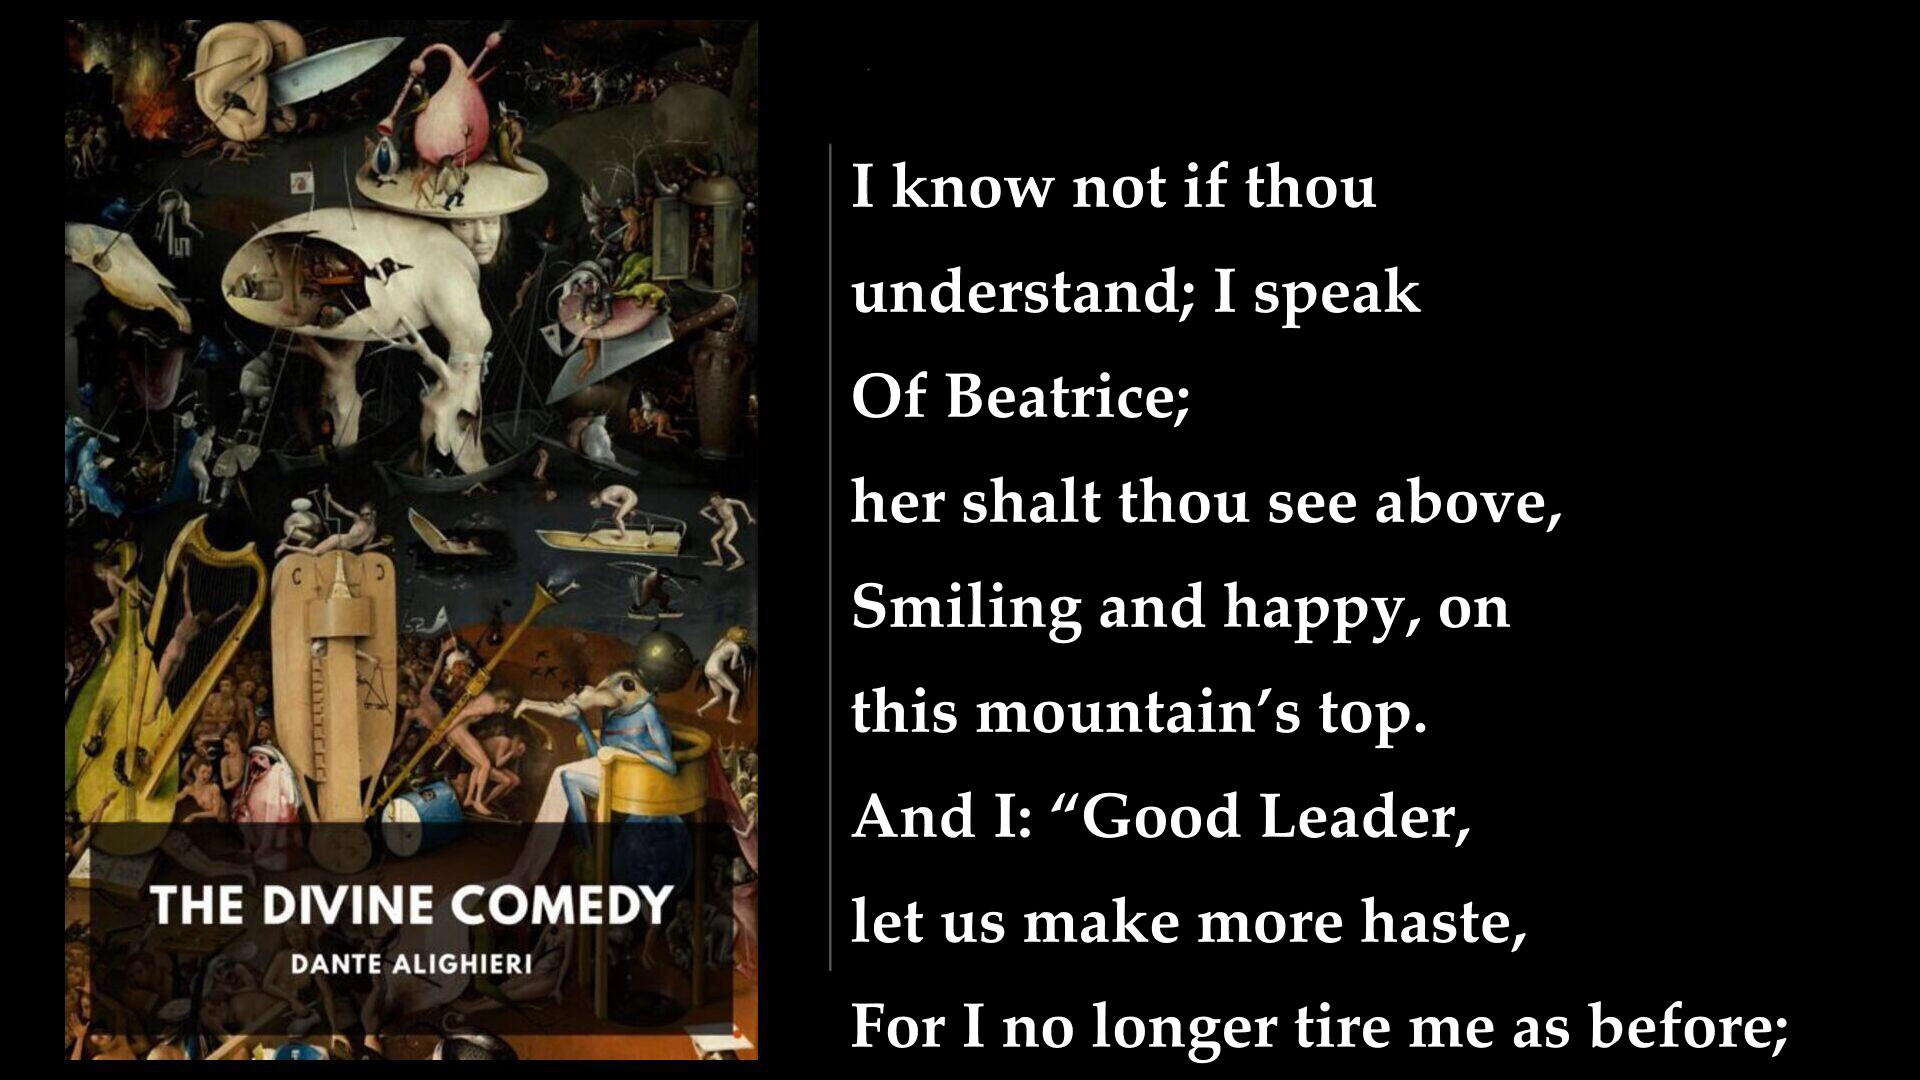 THE DIVINE COMEDY
DANTE ALIGHIERI
I know not if thou
understand; I speak
Of Beatrice;
her shalt thou see above,
Smiling and happy, on
this mountain’s top.
And I: “Good Leader,
let us make more haste,
For I no longer tire me as before;